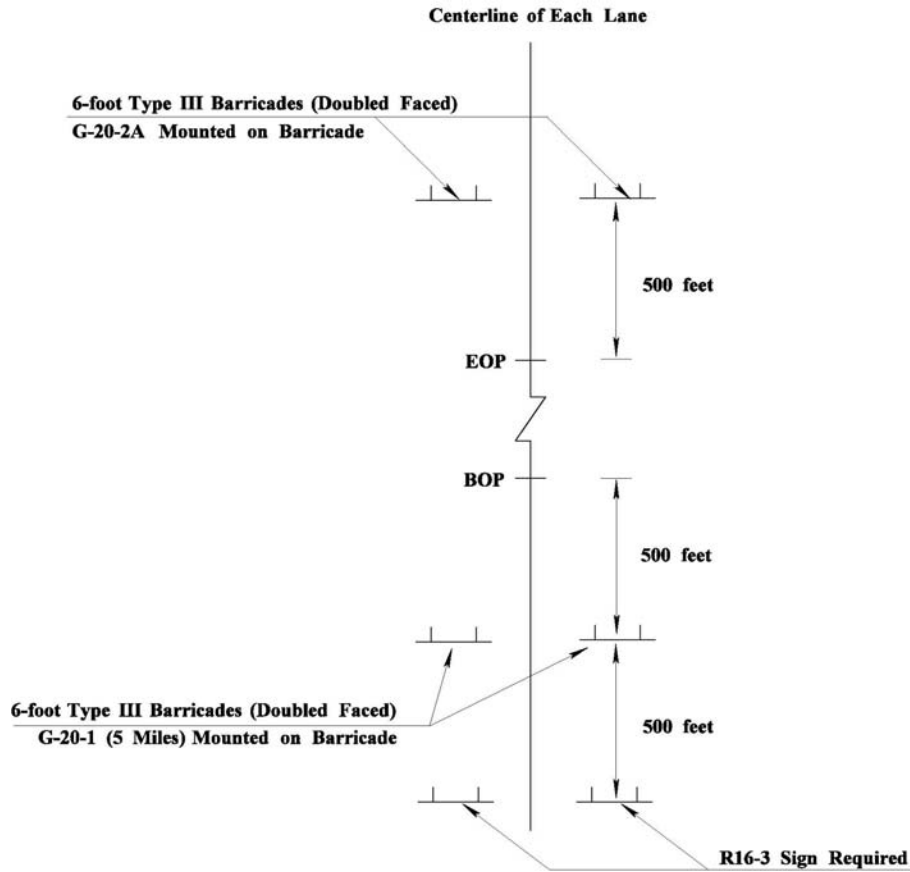 Centerline of Each Lane
6-foot Type III Barricades (Doubled Faced)
G-20-2A Mounted on Barricade
500 feet
EOP
BOP
500 feet
6-foot Type III Barricades (Doubled Faced)
G-20-1 (5 Miles) Mounted on Barricade
500 feet
R16-3 Sign Required